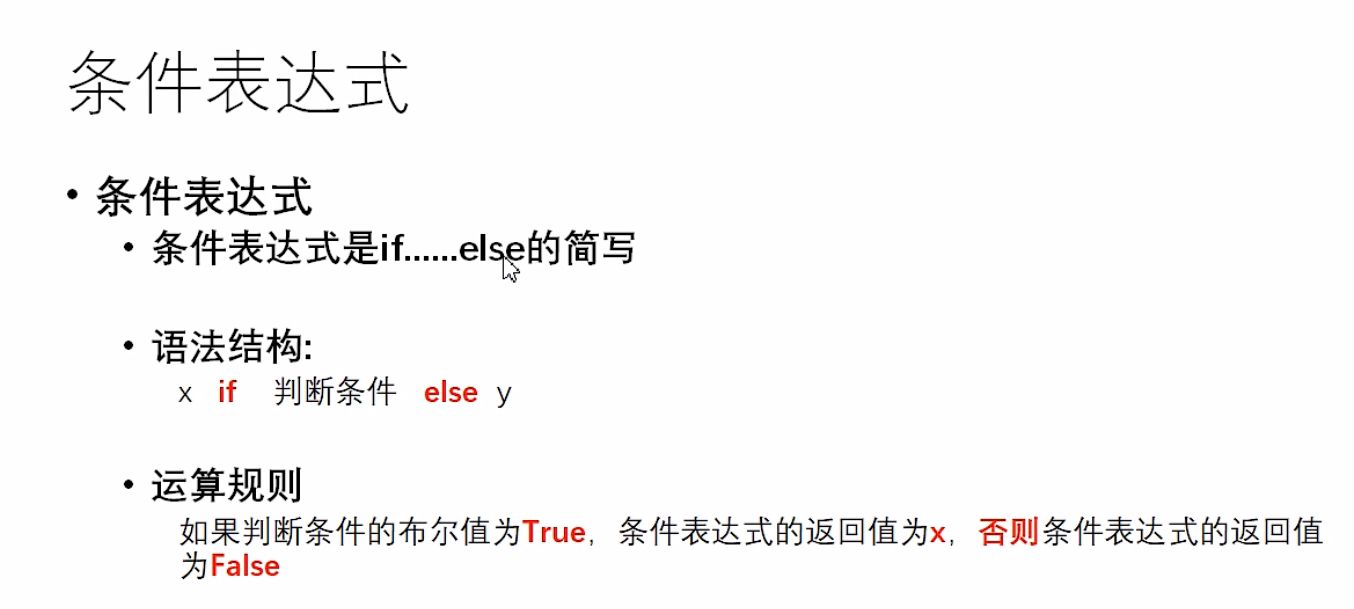 条件表达式
• 条件表达式
• 条件表达式是if......else的简写
• 语法结构:
x if 判断条件 else y
• 运算规则
如果判断条件的布尔值为True，条件表达式的返回值为x，否则条件表达式的返回值
为False